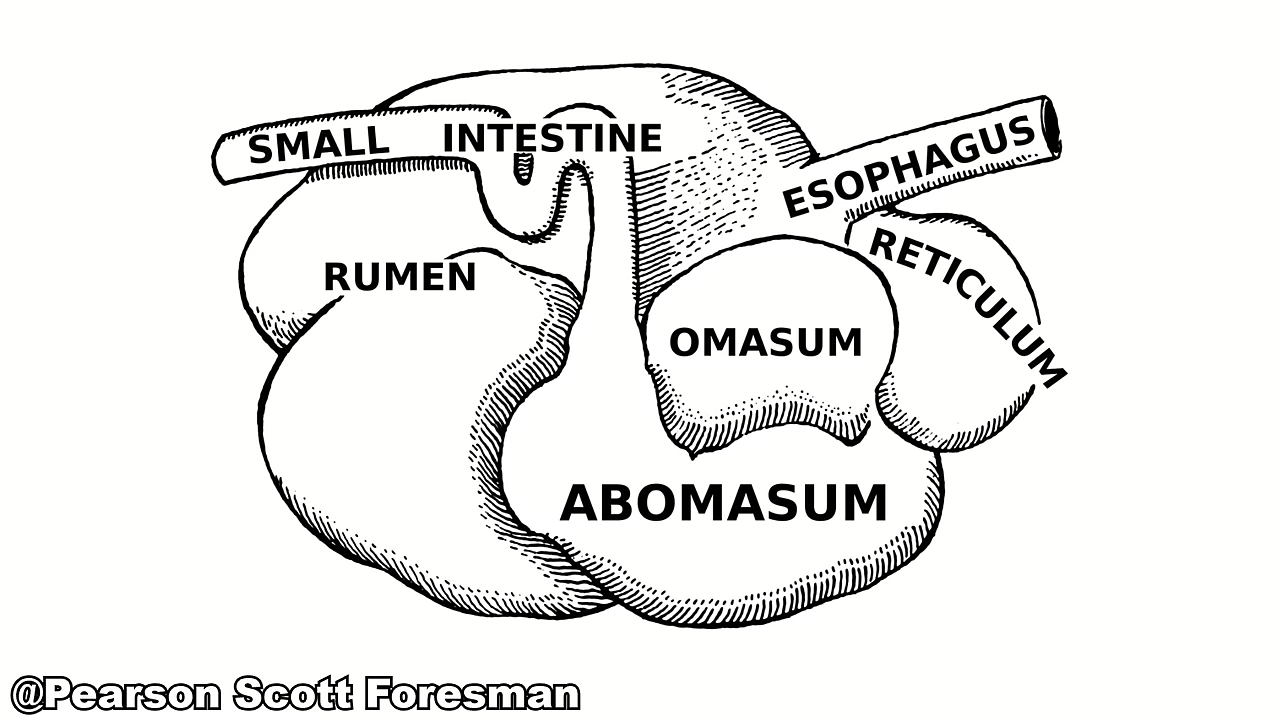 SMALL INTESTINE
ESOPHAGUS
RETICULUM
RUMEN
OMASUM
ABOMASUM
@Pearson Scott Foresman